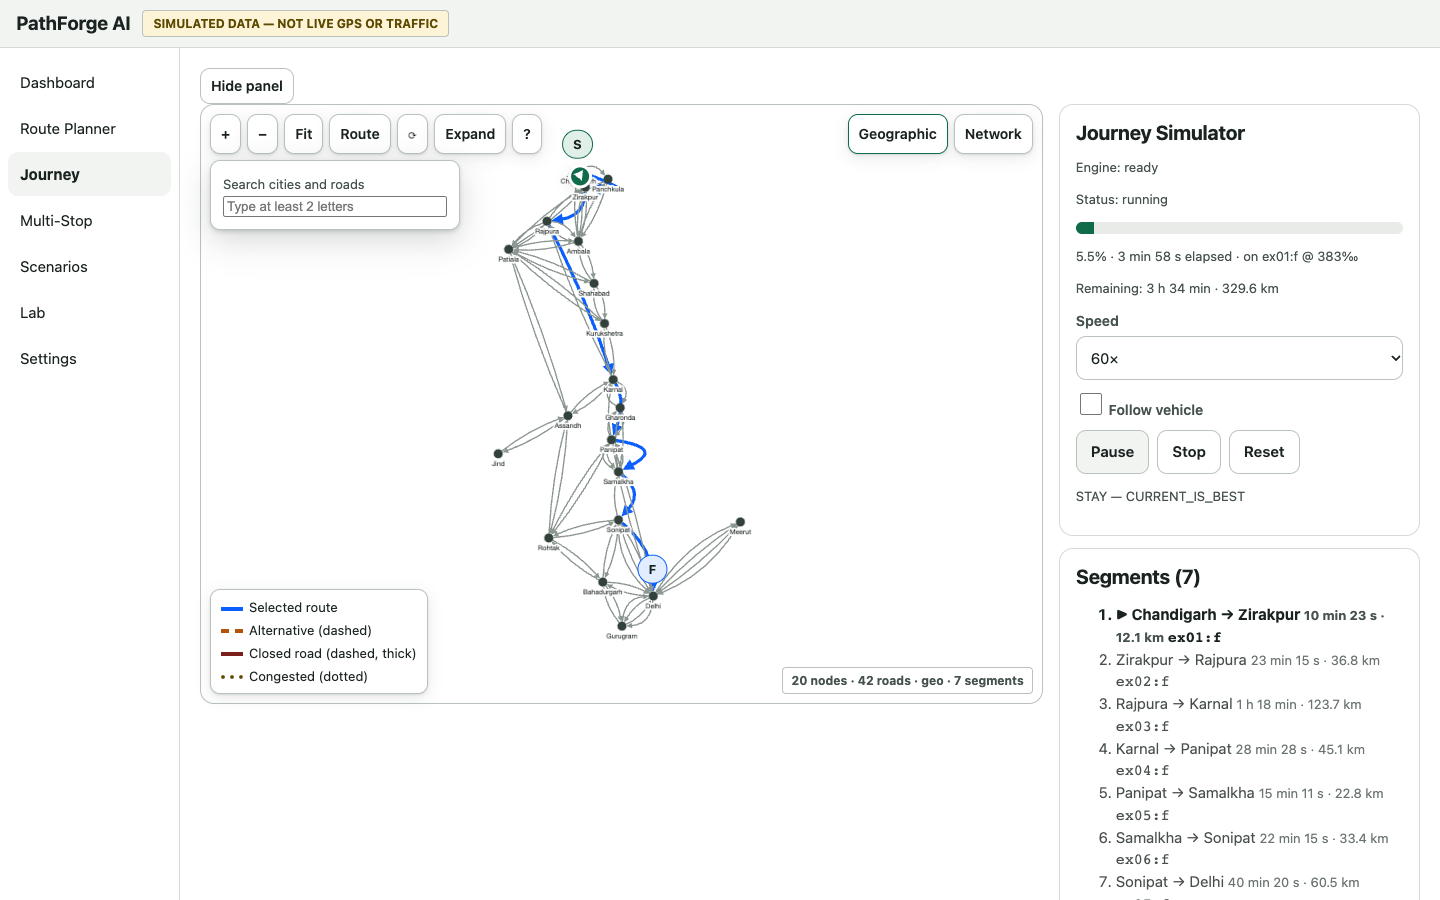 PathForge AI
SIMULATED DATA — NOT LIVE GPS OR TRAFFIC
Dashboard
Route Planner
Journey
Multi-Stop
Scenarios
Lab
Settings
Hide panel
+
−
Fit
Route
⟳
Expand
?
Geographic
Network
Search cities and roads
Type at least 2 letters
S
Panchkula
Zirakpur
Rajpura
Ambala
Patiala
Shahabad
Kurukshetra
Karnal
Gharonda
Assandh
Panipat
Jind
Samalkha
Sonipat
Meerut
Rohtak
F
Bahadurgarh
Delhi
Gurugram
Selected route
Alternative (dashed)
Closed road (dashed, thick)
Congested (dotted)
20 nodes · 42 roads · geo · 7 segments
Journey Simulator
Engine: ready
Status: running
5.5% · 3 min 58 s elapsed · on ex01:f @ 383‰
Remaining: 3 h 34 min · 329.6 km
Speed
60×
Follow vehicle
Pause
Stop
Reset
STAY — CURRENT_IS_BEST
Segments (7)
1. ▶ Chandigarh → Zirakpur 10 min 23 s ·
12.1 km ex01:f
2. Zirakpur → Rajpura 23 min 15 s · 36.8 km
ex02:f
3. Rajpura → Karnal 1 h 18 min · 123.7 km
ex03:f
4. Karnal → Panipat 28 min 28 s · 45.1 km
ex04:f
5. Panipat → Samalkha 15 min 11 s · 22.8 km
ex05:f
6. Samalkha → Sonipat 22 min 15 s · 33.4 km
ex06:f
7. Sonipat → Delhi 40 min 20 s · 60.5 km